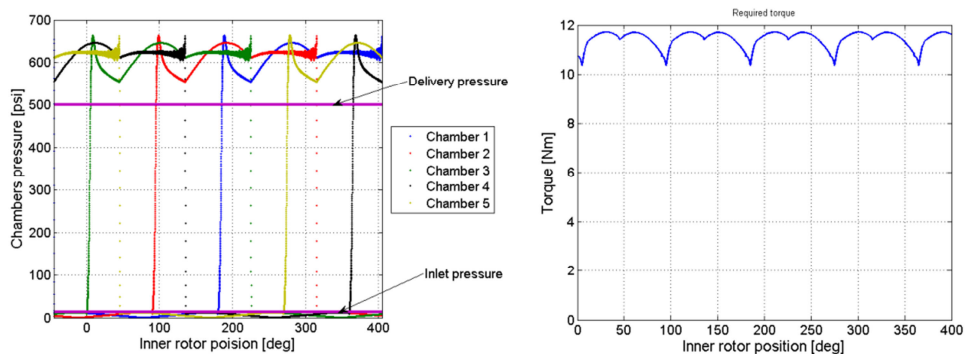 700
600
500
400
300
200
100
0
Chambers pressure [psi]
0 100 200 300 400
Inner rotor poision [deg]
Delivery pressure
Chamber 1
Chamber 2
Chamber 3
Chamber 4
Chamber 5
Inlet pressure
Required torque
12
10
8
6
4
2
0
Torque [Nm]
0 50 100 150 200 250 300 350 400
Inner rotor position [deg]